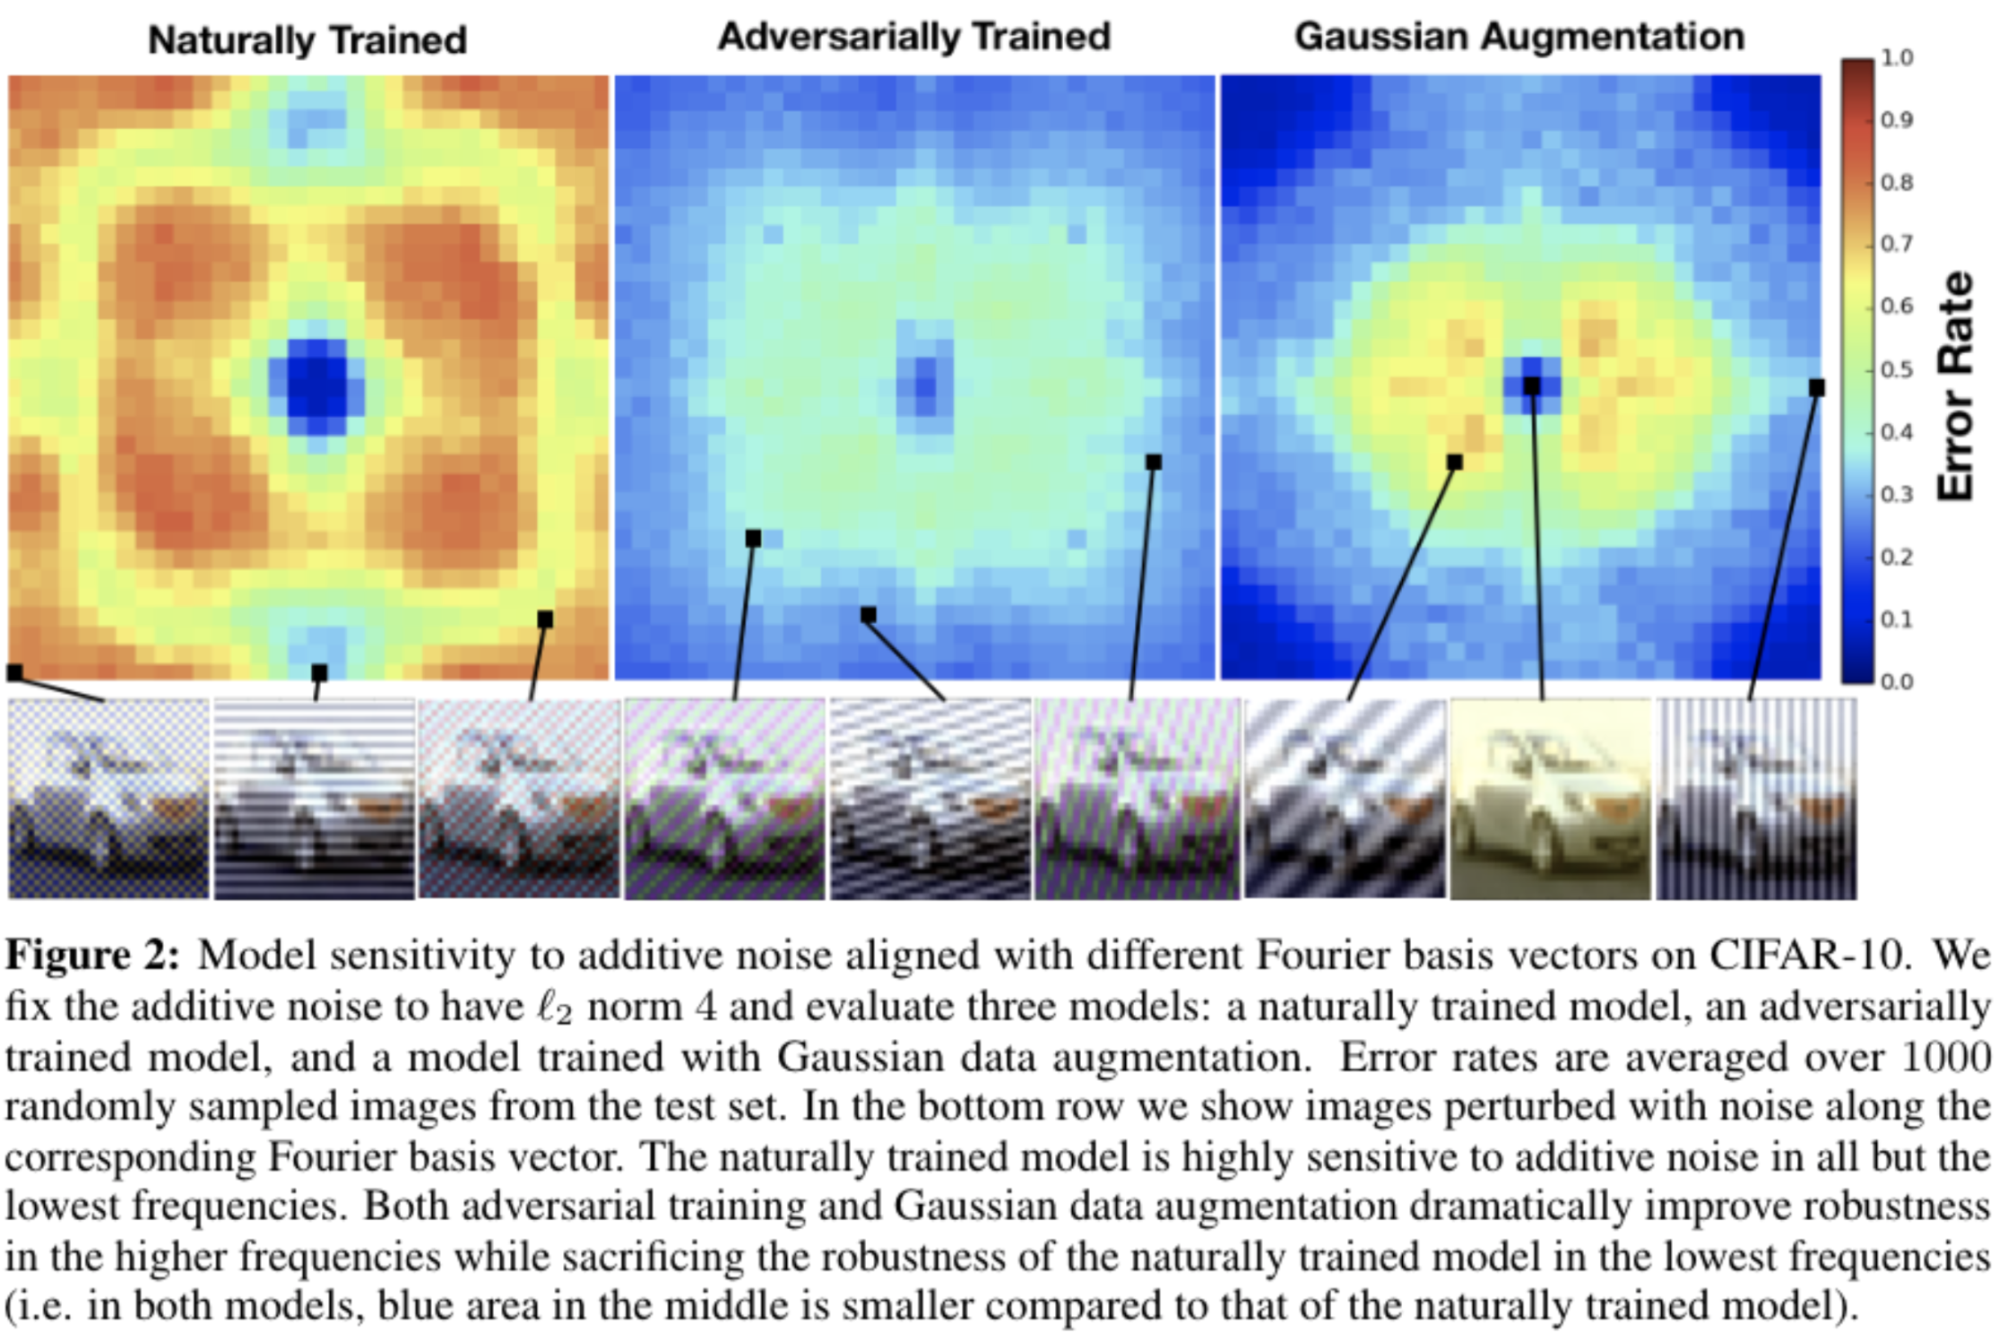 Naturally Trained
Adversarially Trained
Gaussian Augmentation
1.0
0.9
0.8
0.7
0.6
0.5
0.4
0.3
0.2
0.1
0.0
Error Rate
Figure 2: Model sensitivity to additive noise aligned with different Fourier basis vectors on CIFAR-10. We
fix the additive noise to have ℓ₂ norm 4 and evaluate three models: a naturally trained model, an adversarially
trained model, and a model trained with Gaussian data augmentation. Error rates are averaged over 1000
randomly sampled images from the test set. In the bottom row we show images perturbed with noise along the
corresponding Fourier basis vector. The naturally trained model is highly sensitive to additive noise in all but the
lowest frequencies. Both adversarial training and Gaussian data augmentation dramatically improve robustness
in the higher frequencies while sacrificing the robustness of the naturally trained model in the lowest frequencies
(i.e. in both models, blue area in the middle is smaller compared to that of the naturally trained model).